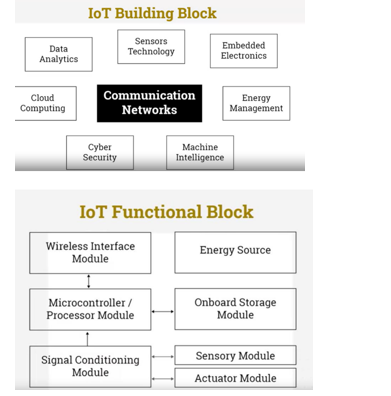 IoT Building Block
Data
Analytics
Sensors
Technology
Embedded
Electronics
Cloud
Computing
Communication
Networks
Energy
Management
Cyber
Security
Machine
Intelligence
IoT Functional Block
Wireless Interface
Module
Energy Source
Microcontroller /
Processor Module
Onboard Storage
Module
Signal Conditioning
Module
Sensory Module
Actuator Module